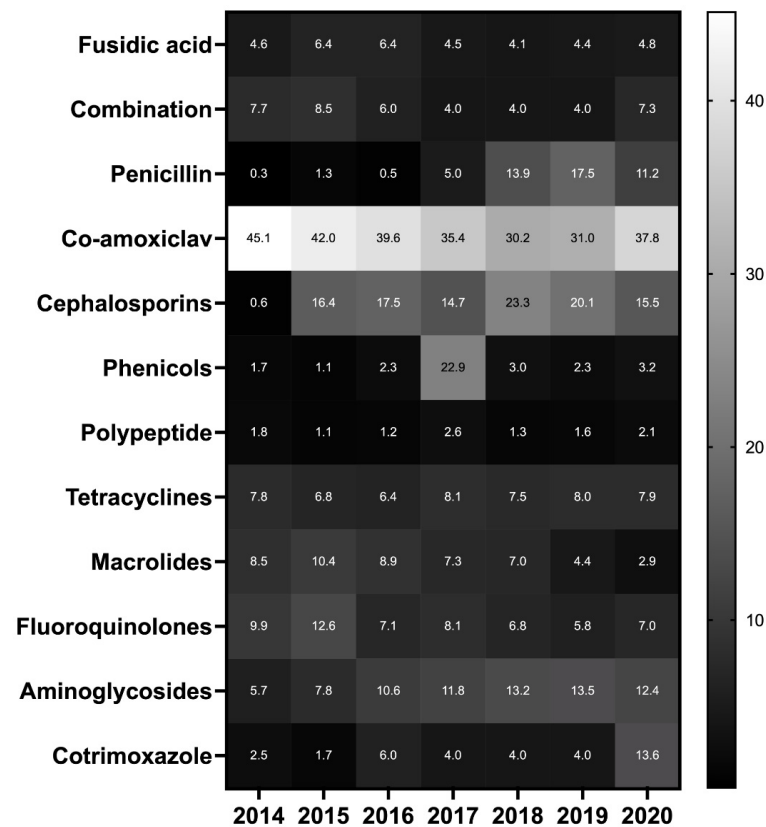 Fusidic acid 4.6 6.4 6.4 4.5 4.1 4.4 4.8
Combination 7.7 8.5 6.0 4.0 4.0 4.0 7.3
Penicillin 0.3 1.3 0.5 5.0 13.9 17.5 11.2
Co-amoxiclav 45.1 42.0 39.6 35.4 30.2 31.0 37.8
Cephalosporins 0.6 16.4 17.5 14.7 23.3 20.1 15.5
Phenicols 1.7 1.1 2.3 22.9 3.0 2.3 3.2
Polypeptide 1.8 1.1 1.2 2.6 1.3 1.6 2.1
Tetracyclines 7.8 6.8 6.4 8.1 7.5 8.0 7.9
Macrolides 8.5 10.4 8.9 7.3 7.0 4.4 2.9
Fluoroquinolones 9.9 12.6 7.1 8.1 6.8 5.8 7.0
Aminoglycosides 5.7 7.8 10.6 11.8 13.2 13.5 12.4
Cotrimoxazole 2.5 1.7 6.0 4.0 4.0 4.0 13.6
2014 2015 2016 2017 2018 2019 2020
40
30
20
10